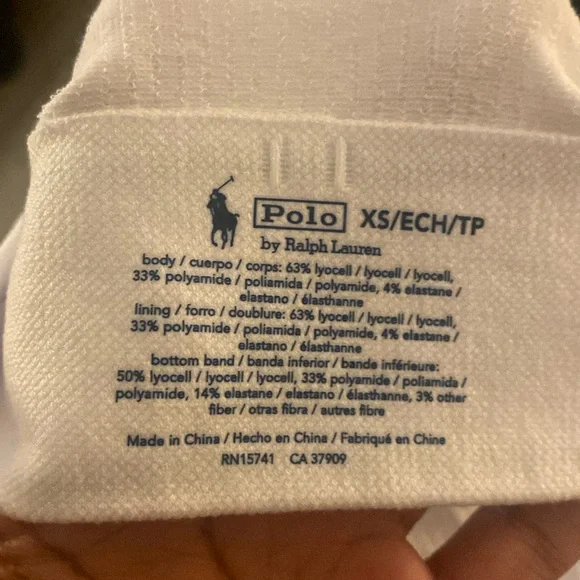 Polo XS/ECH/TP
by Ralph Lauren
body / cuerpo / corps: 63% lyocell / lyocell / lyocell,
33% polyamide / poliamida / polyamide, 4% elastane /
elastano / élasthanne
lining / forro / doublure: 63% lyocell / lyocell / lyocell,
33% polyamide / poliamida / polyamide, 4% elastane /
elastano / élasthanne
bottom band / banda inferior / bande inférieure:
50% lyocell / lyocell / lyocell, 33% polyamide / poliamida /
polyamide, 14% elastane / elastano / élasthanne, 3% other
fiber / otras fibra / autres fibre
Made in China / Hecho en China / Fabriqué en Chine
RN15741 CA 37909